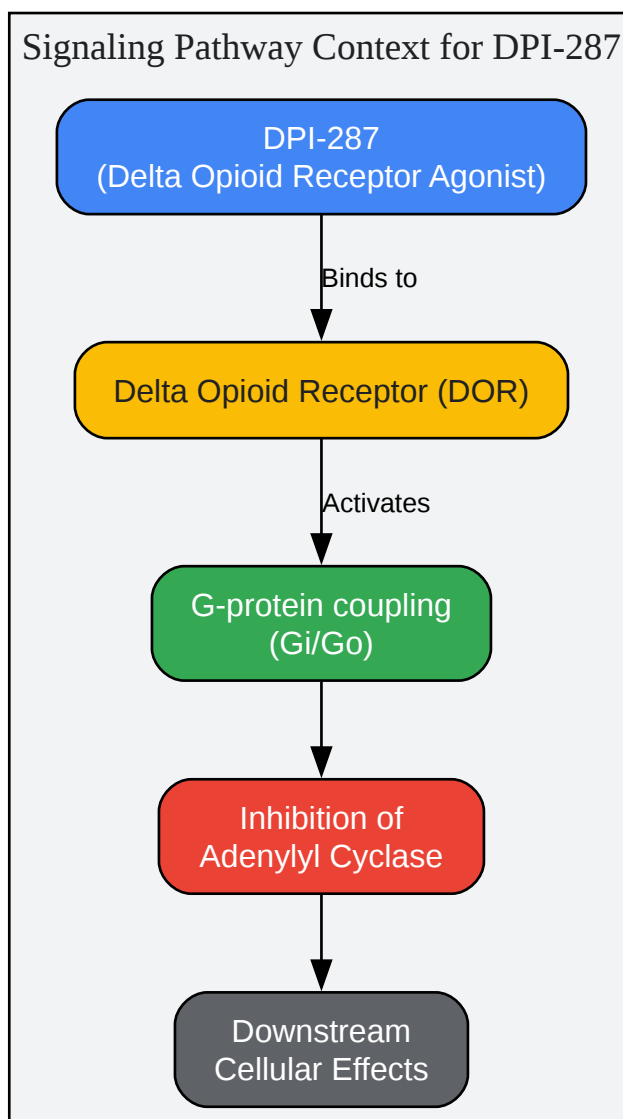 Signaling Pathway Context for DPI-287
DPI-287
(Delta Opioid Receptor Agonist)
Binds to
Delta Opioid Receptor (DOR)
Activates
G-protein coupling
(Gi/Go)
Inhibition of
Adenylyl Cyclase
Downstream
Cellular Effects